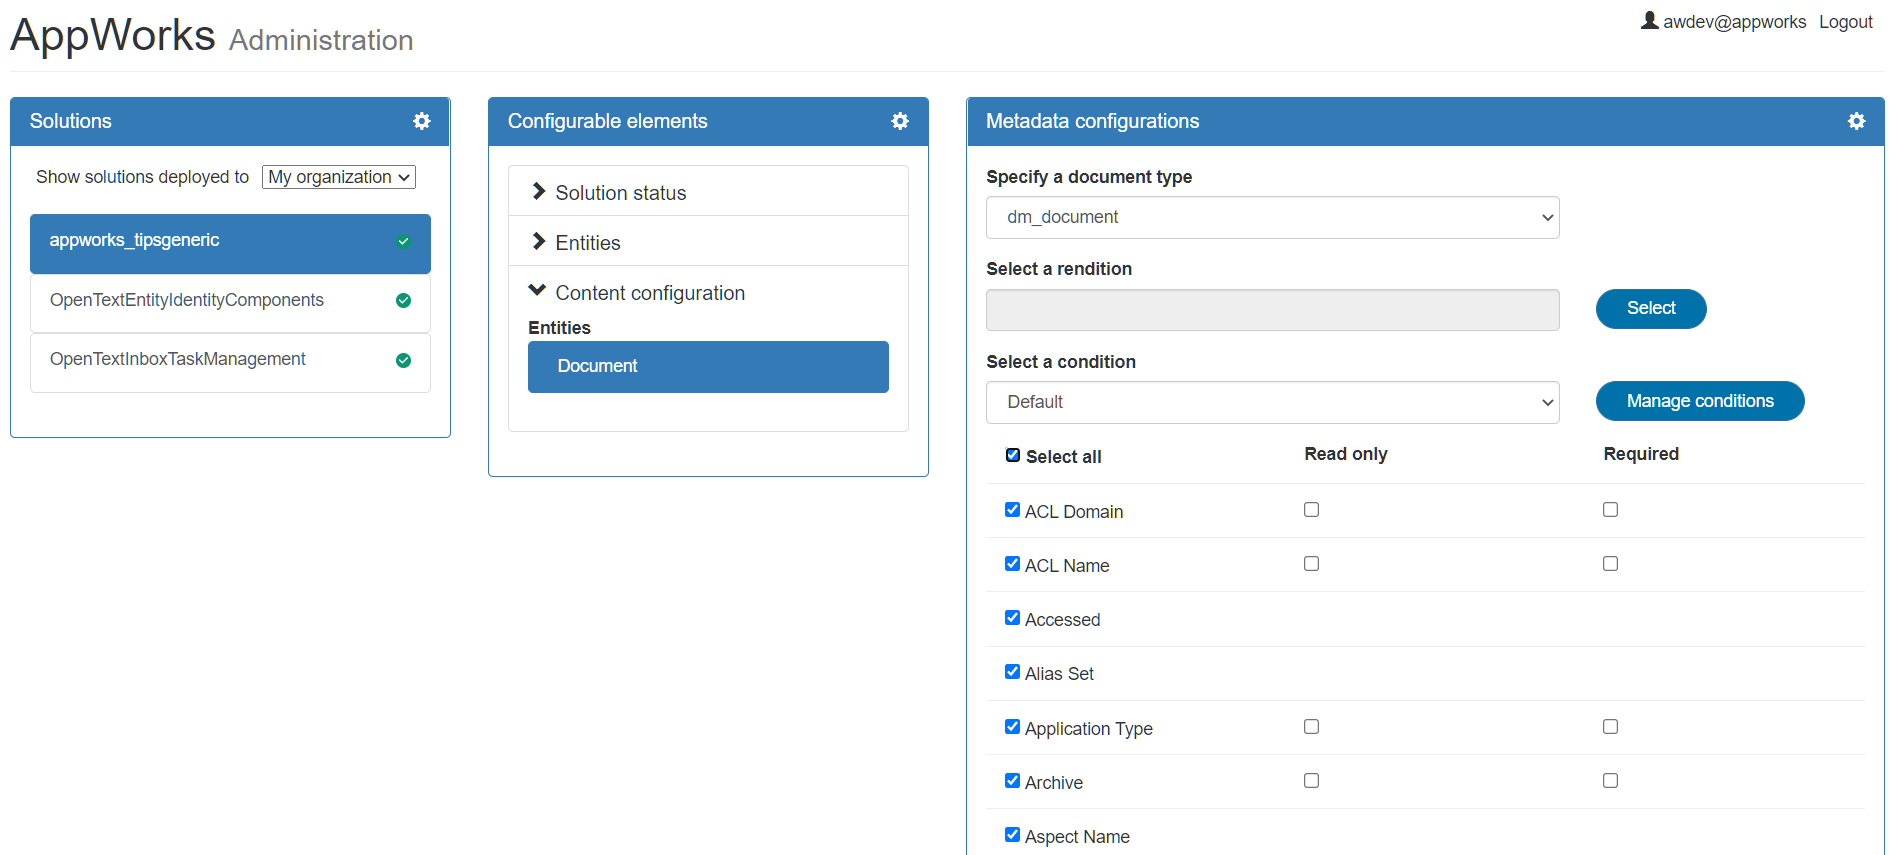 AppWorks Administration
awdev@appworks Logout
Solutions
Show solutions deployed to My organization
appworks_tipsgeneric
OpenTextEntityIdentityComponents
OpenTextInboxTaskManagement
Configurable elements
Solution status
Entities
Content configuration
Entities
Document
Metadata configurations
Specify a document type
dm_document
Select a rendition
Select
Select a condition
Default
Manage conditions
Select all Read only Required
ACL Domain
ACL Name
Accessed
Alias Set
Application Type
Archive
Aspect Name